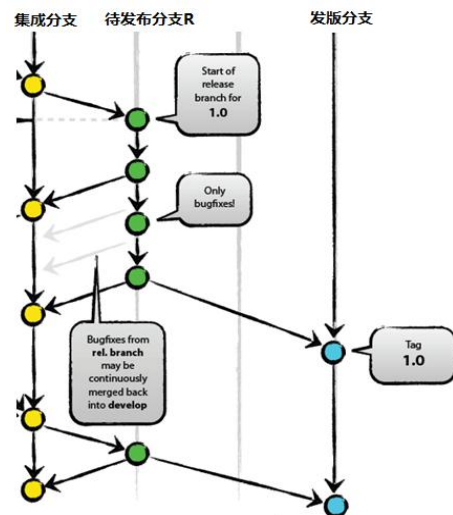 集成分支
待发布分支R
发版分支
Start of
release
branch for
1.0
Only
bugfixes!
Bugfixes from
rel. branch
may be
continuously
merged back
into develop
Tag
1.0